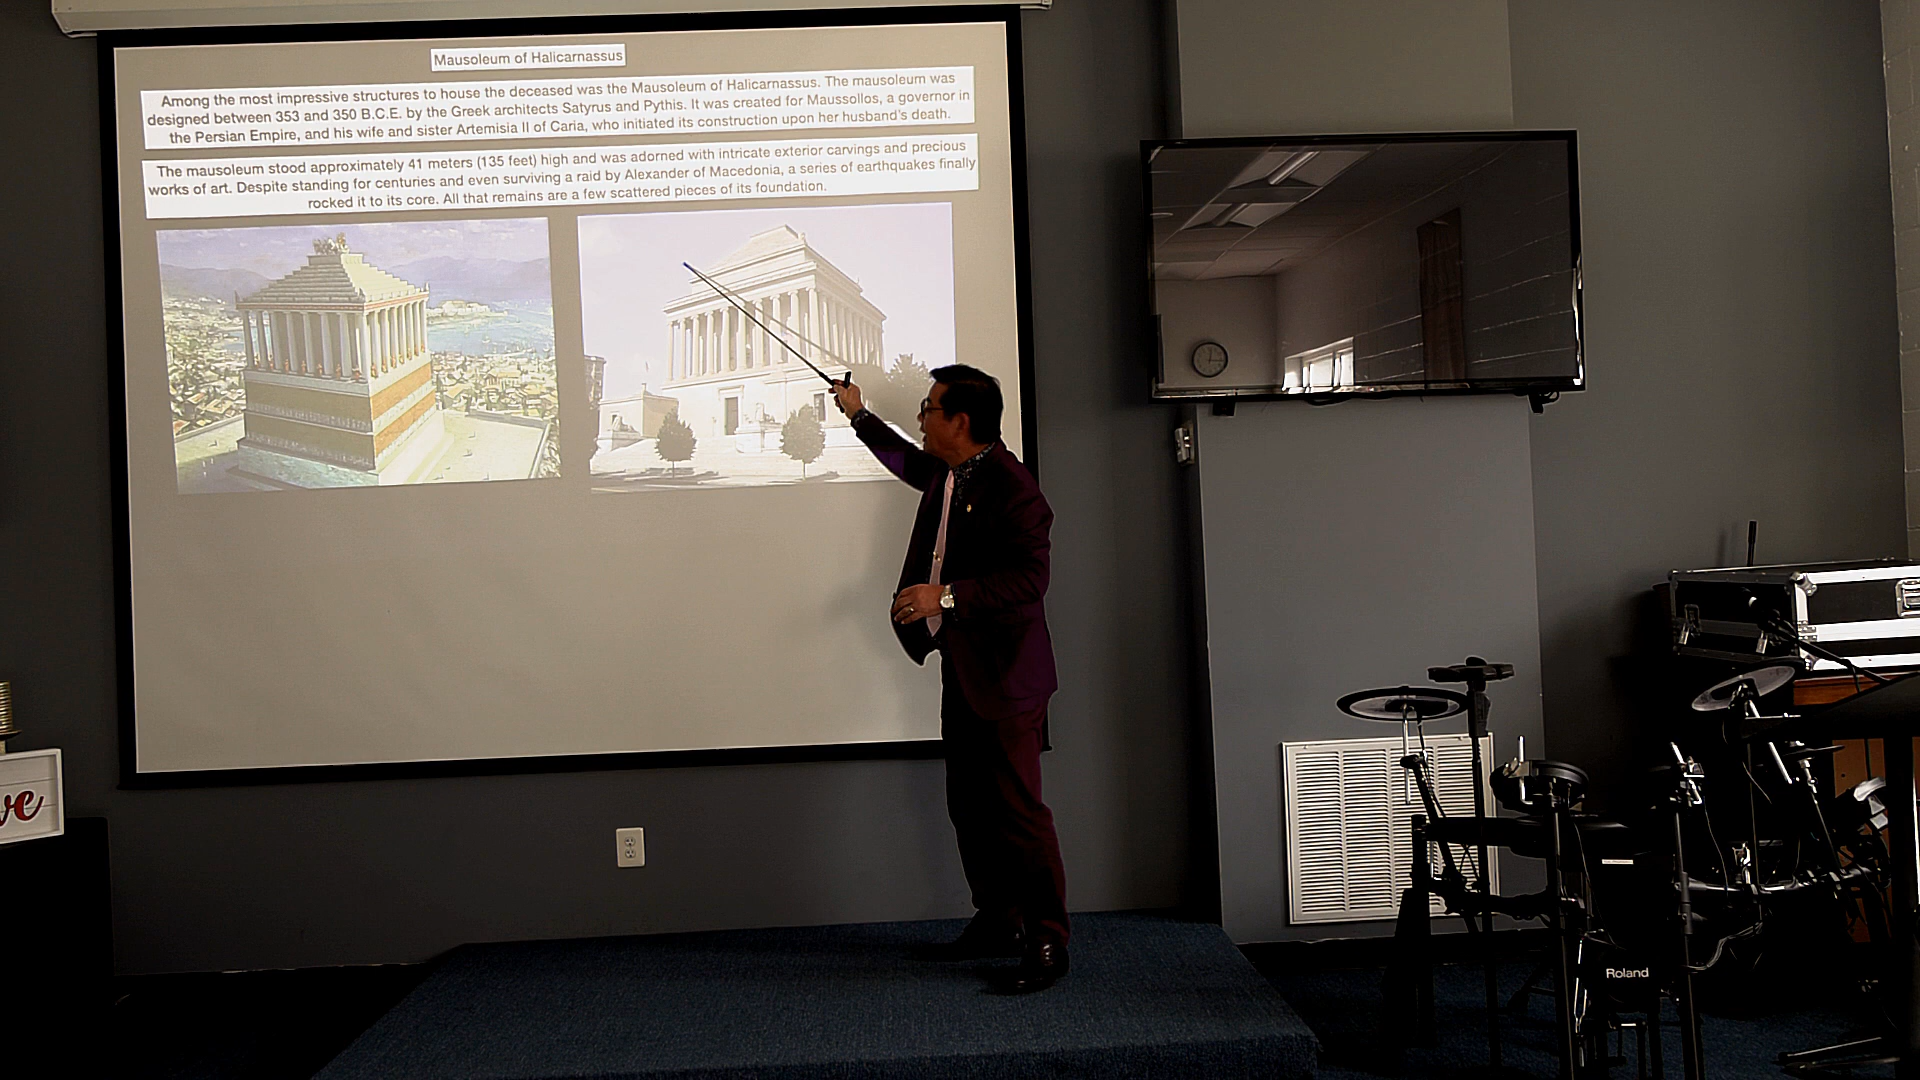 Mausoleum of Halicarnassus
Among the most impressive structures to house the deceased was the Mausoleum of Halicarnassus. The mausoleum was
designed between 353 and 350 B.C.E. by the Greek architects Satyrus and Pythis. It was created for Maussollos, a governor in
the Persian Empire, and his wife and sister Artemisia II of Caria, who initiated its construction upon her husband's death.
The mausoleum stood approximately 41 meters (135 feet) high and was adorned with intricate exterior carvings and precious
works of art. Despite standing for centuries and even surviving a raid by Alexander of Macedonia, a series of earthquakes finally
rocked it to its core. All that remains are a few scattered pieces of its foundation.
ve
Roland